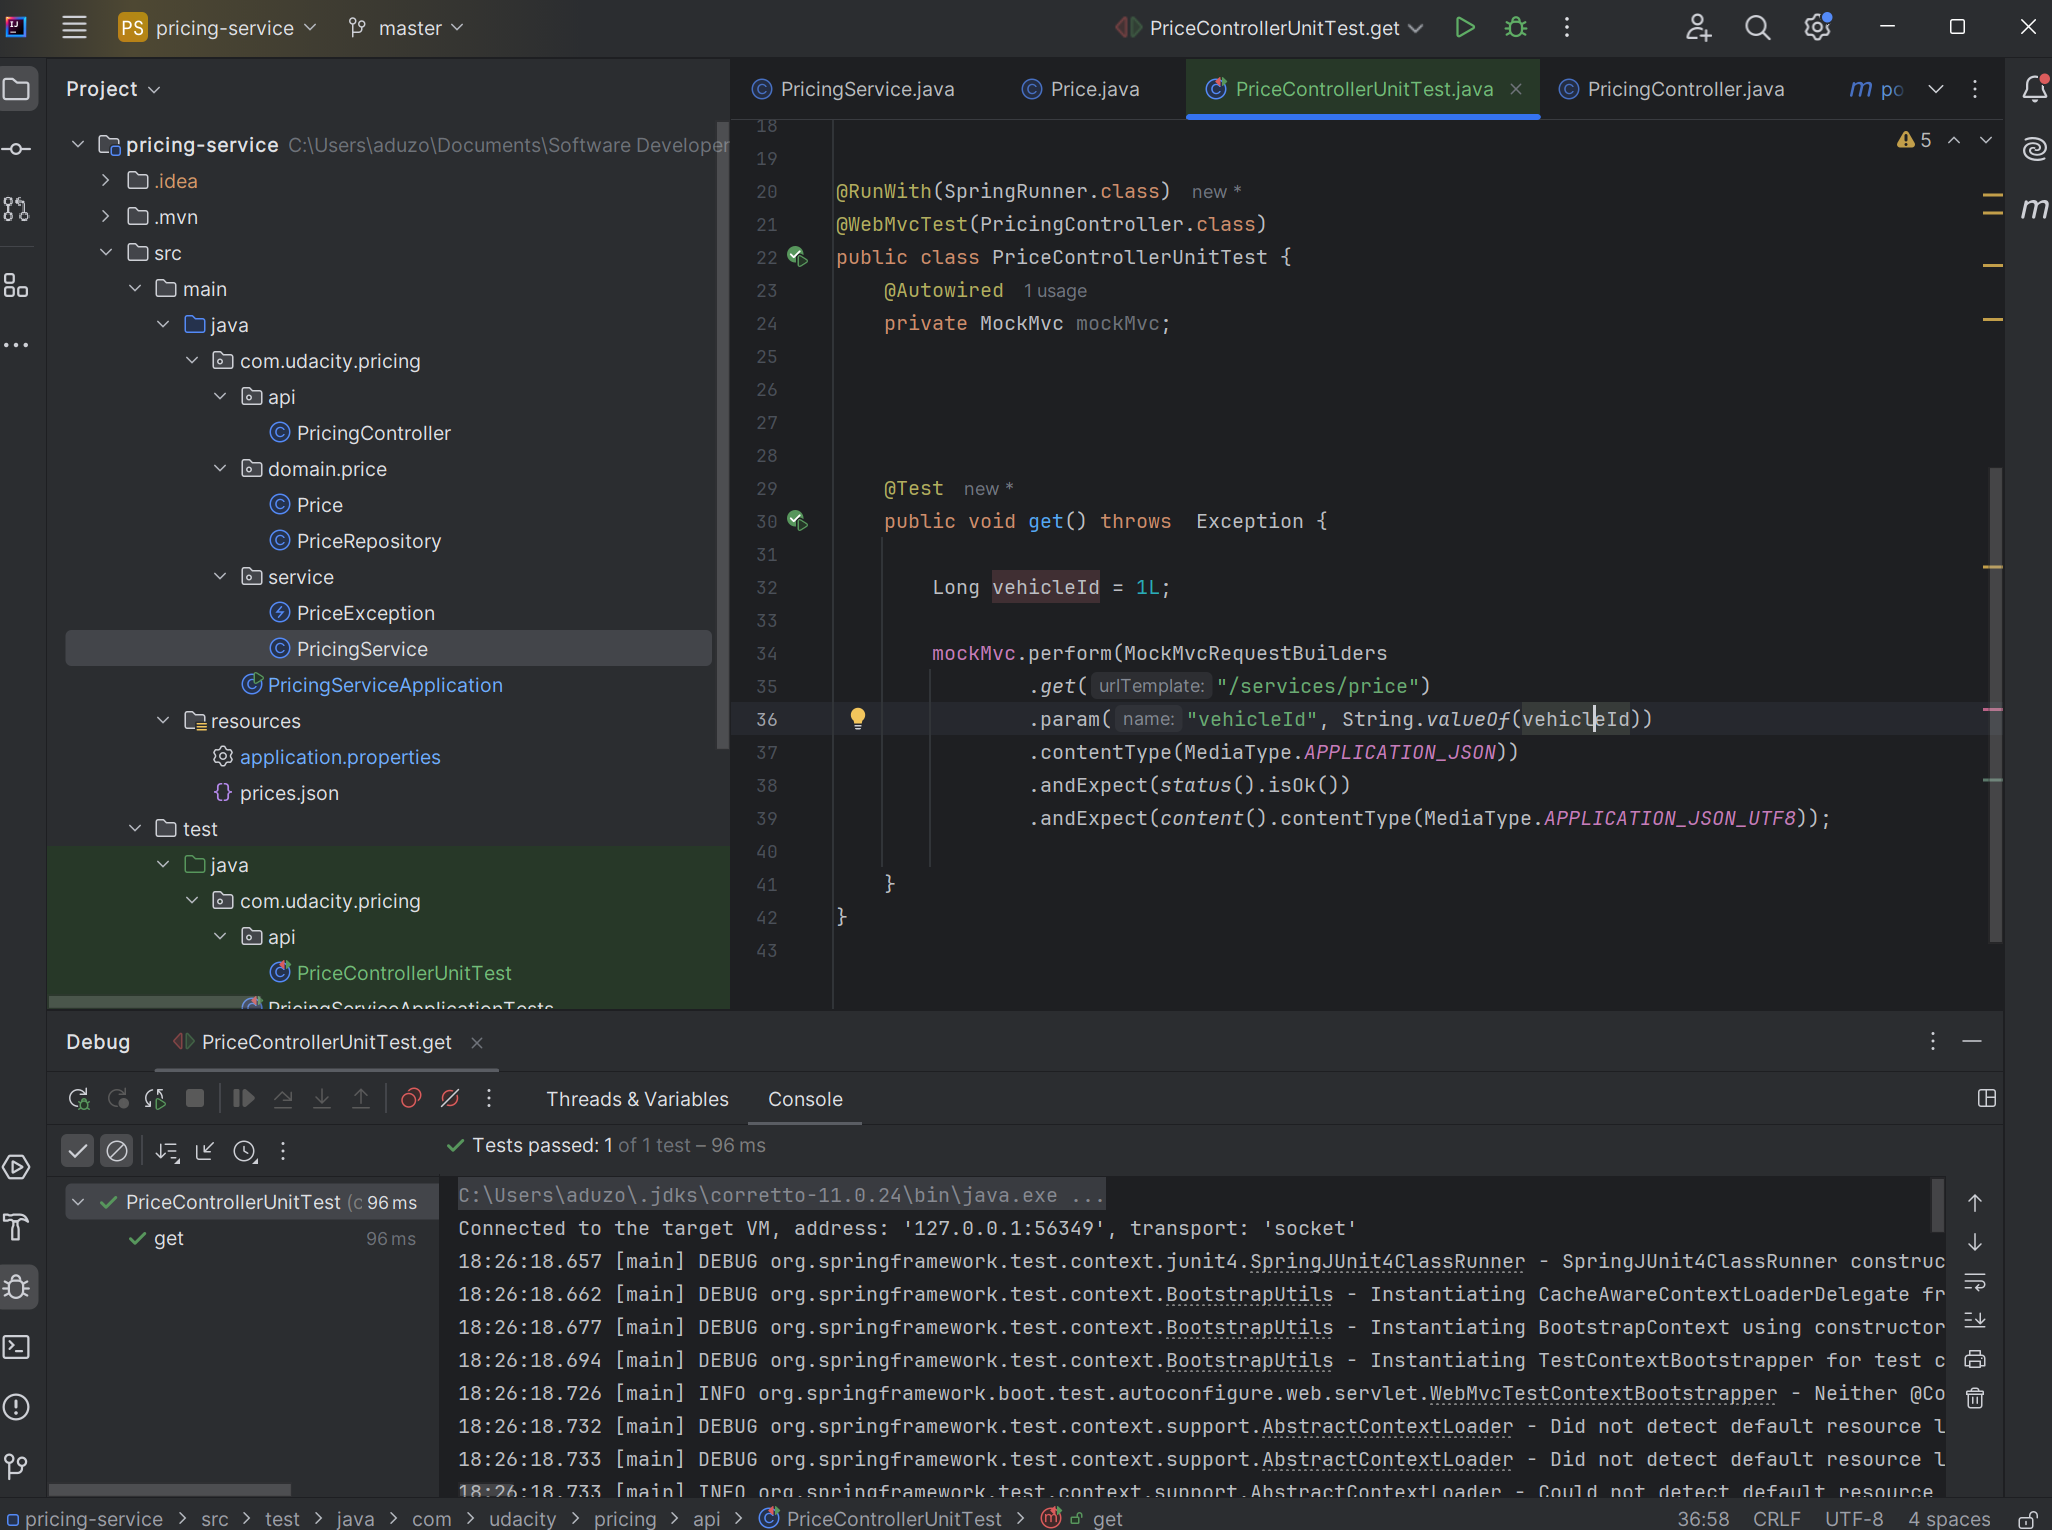 PS pricing-service master PriceControllerUnitTest.get
Project
PricingService.java Price.java PriceControllerUnitTest.java PricingController.java m po
pricing-service C:\Users\aduzo\Documents\Software Developer
.idea
.mvn
src
main
java
com.udacity.pricing
api
PricingController
domain.price
Price
PriceRepository
service
PriceException
PricingService
PricingServiceApplication
resources
application.properties
prices.json
test
java
com.udacity.pricing
api
PriceControllerUnitTest
PricingServiceApplicationTests
5
18
19
20 @RunWith(SpringRunner.class) new *
21 @WebMvcTest(PricingController.class)
22 public class PriceControllerUnitTest {
23 @Autowired 1 usage
24 private MockMvc mockMvc;
25
26
27
28
29 @Test new *
30 public void get() throws  Exception {
31
32 Long vehicleId = 1L;
33
34 mockMvc.perform(MockMvcRequestBuilders
35 .get( urlTemplate: "/services/price")
36 .param( name: "vehicleId", String.valueOf(vehicleId))
37 .contentType(MediaType.APPLICATION_JSON))
38 .andExpect(status().isOk())
39 .andExpect(content().contentType(MediaType.APPLICATION_JSON_UTF8));
40
41 }
42 }
43
m
Debug PriceControllerUnitTest.get
Threads & Variables Console
Tests passed: 1 of 1 test – 96 ms
PriceControllerUnitTest (c 96 ms
get 96 ms
C:\Users\aduzo\.jdks\corretto-11.0.24\bin\java.exe ...
Connected to the target VM, address: '127.0.0.1:56349', transport: 'socket'
18:26:18.657 [main] DEBUG org.springframework.test.context.junit4.SpringJUnit4ClassRunner - SpringJUnit4ClassRunner construc
18:26:18.662 [main] DEBUG org.springframework.test.context.BootstrapUtils - Instantiating CacheAwareContextLoaderDelegate fr
18:26:18.677 [main] DEBUG org.springframework.test.context.BootstrapUtils - Instantiating BootstrapContext using constructor
18:26:18.694 [main] DEBUG org.springframework.test.context.BootstrapUtils - Instantiating TestContextBootstrapper for test c
18:26:18.726 [main] INFO org.springframework.boot.test.autoconfigure.web.servlet.WebMvcTestContextBootstrapper - Neither @Co
18:26:18.732 [main] DEBUG org.springframework.test.context.support.AbstractContextLoader - Did not detect default resource l
18:26:18.733 [main] DEBUG org.springframework.test.context.support.AbstractContextLoader - Did not detect default resource l
18:26:18.733 [main] INFO org.springframework.test.context.support.AbstractContextLoader - Could not detect default resource
pricing-service > src > test > java > com > udacity > pricing > api > PriceControllerUnitTest > get 36:58 CRLF UTF-8 4 spaces